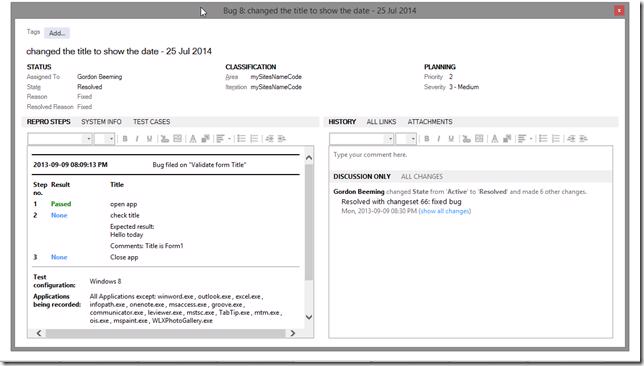 Bug 8: changed the title to show the date - 25 Jul 2014
x
Tags Add...
changed the title to show the date - 25 Jul 2014
STATUS CLASSIFICATION PLANNING
Assigned To Gordon Beeming Area mySitesNameCode Priority 2
State Resolved Iteration mySitesNameCode Severity 3 - Medium
Reason Fixed
Resolved Reason Fixed
REPRO STEPS SYSTEM INFO TEST CASES
B I U
2013-09-09 08:09:13 PM Bug filed on "Validate form Title"
Step no. Result Title
1 Passed open app
2 None check title
Expected result:
Hello today
Comments: Title is Form1
3 None Close app
Test configuration: Windows 8
Applications being recorded: All Applications except: winword.exe , outlook.exe , excel.exe ,
infopath.exe , onenote.exe , msaccess.exe , groove.exe ,
communicator.exe , leviewer.exe , mstsc.exe , TabTip.exe , mtm.exe ,
ois.exe , mspaint.exe , WLXPhotoGallery.exe
HISTORY ALL LINKS ATTACHMENTS
B I U
Type your comment here.
DISCUSSION ONLY ALL CHANGES
Gordon Beeming changed State from 'Active' to 'Resolved' and made 6 other changes.
Resolved with changeset 66: fixed bug
Mon, 2013-09-09 08:30 PM (show all changes)